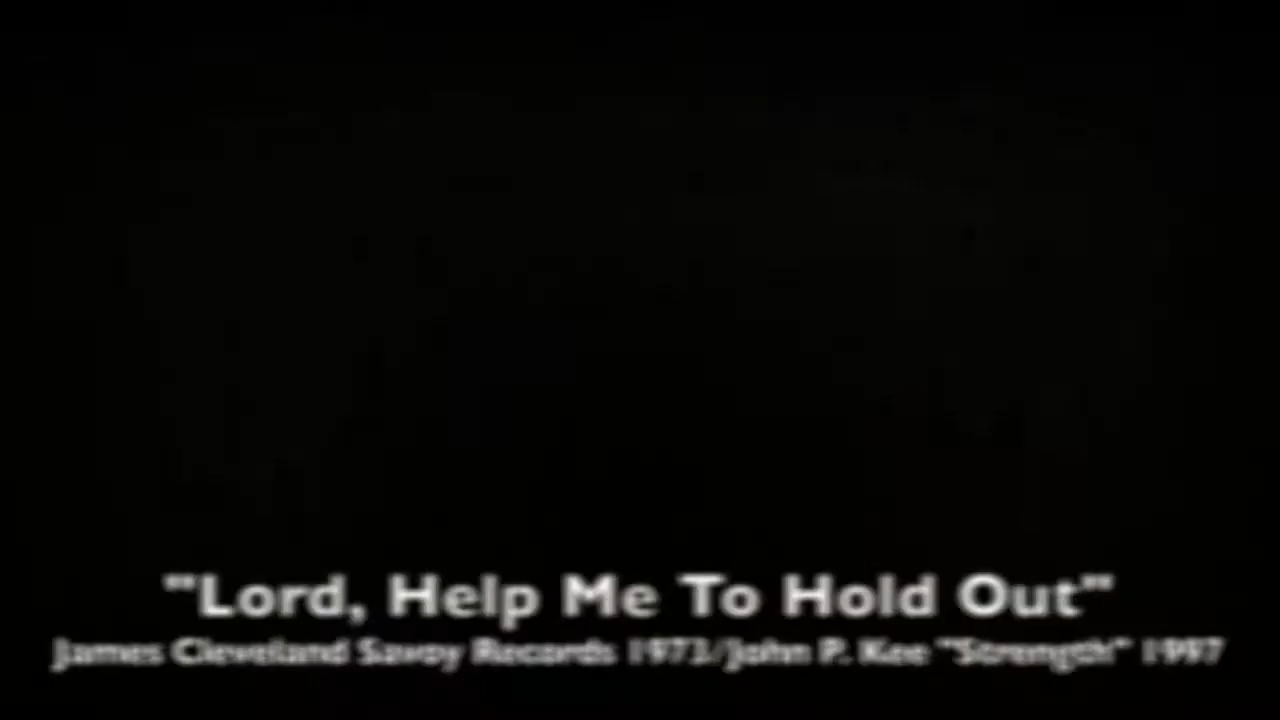 "Lord, Help Me To Hold Out"
James Cleveland Savoy Records 1973/John P. Kee "Strength" 1997